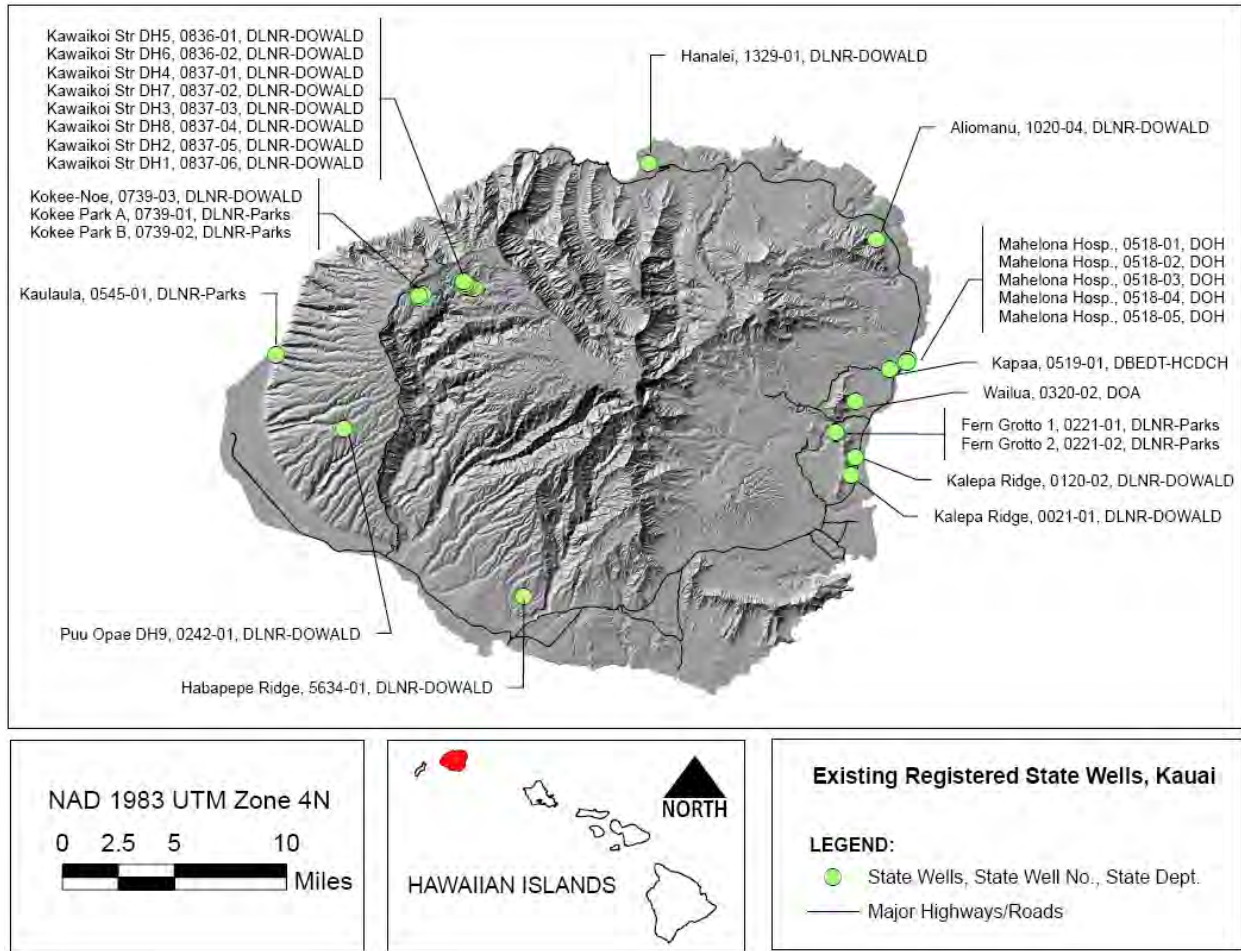 Kawaikoi Str DH5, 0836-01, DLNR-DOWALD
Kawaikoi Str DH6, 0836-02, DLNR-DOWALD
Kawaikoi Str DH4, 0837-01, DLNR-DOWALD
Kawaikoi Str DH7, 0837-02, DLNR-DOWALD
Kawaikoi Str DH3, 0837-03, DLNR-DOWALD
Kawaikoi Str DH8, 0837-04, DLNR-DOWALD
Kawaikoi Str DH2, 0837-05, DLNR-DOWALD
Kawaikoi Str DH1, 0837-06, DLNR-DOWALD
Hanalei, 1329-01, DLNR-DOWALD
Aliomanu, 1020-04, DLNR-DOWALD
Kokee-Noe, 0739-03, DLNR-DOWALD
Kokee Park A, 0739-01, DLNR-Parks
Kokee Park B, 0739-02, DLNR-Parks
Kaulaula, 0545-01, DLNR-Parks
Mahelona Hosp., 0518-01, DOH
Mahelona Hosp., 0518-02, DOH
Mahelona Hosp., 0518-03, DOH
Mahelona Hosp., 0518-04, DOH
Mahelona Hosp., 0518-05, DOH
Kapaa, 0519-01, DBEDT-HCDCH
Wailua, 0320-02, DOA
Fern Grotto 1, 0221-01, DLNR-Parks
Fern Grotto 2, 0221-02, DLNR-Parks
Kalepa Ridge, 0120-02, DLNR-DOWALD
Kalepa Ridge, 0021-01, DLNR-DOWALD
Puu Opae DH9, 0242-01, DLNR-DOWALD
Habapepe Ridge, 5634-01, DLNR-DOWALD
NAD 1983 UTM Zone 4N
0 2.5 5 10
Miles
NORTH
HAWAIIAN ISLANDS
Existing Registered State Wells, Kauai
LEGEND:
State Wells, State Well No., State Dept.
Major Highways/Roads